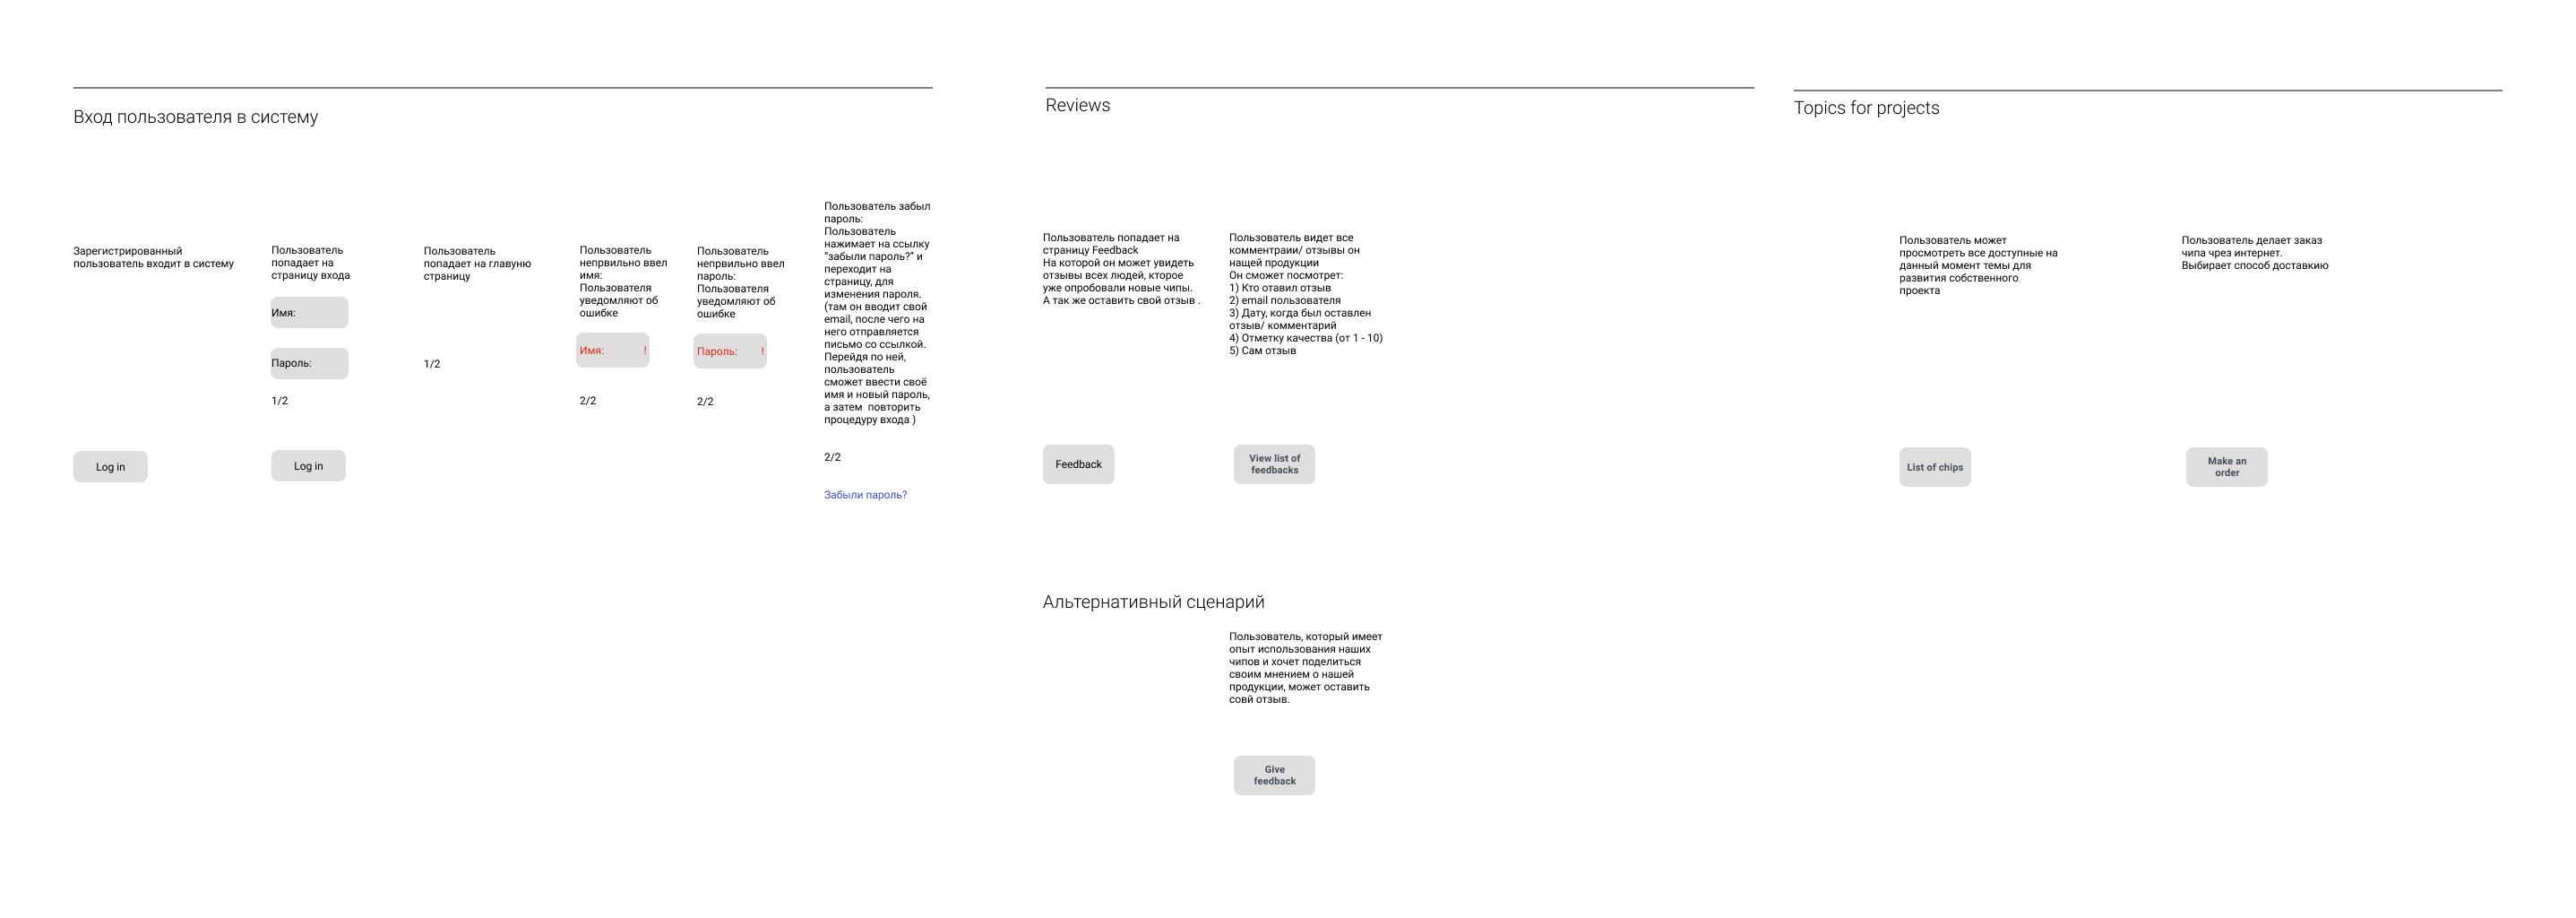 Вход пользователя в систему
Зарегистрированный
пользователь входит в систему
Log in
Пользователь
попадает на
страницу входа
Имя:
Пароль:
1/2
Log in
Пользователь
попадает на главуню
страницу
1/2
Пользователь
непрвильно ввел
имя:
Пользователя
уведомляют об
ошибке
Имя: !
2/2
Пользователь
непрвильно ввел
пароль:
Пользователя
уведомляют об
ошибке
Пароль: !
2/2
Пользователь забыл
пароль:
Пользователь
нажимает на ссылку
“забыли пароль?” и
переходит на
страницу, для
изменения пароля.
(там он вводит свой
email, после чего на
него отправляется
письмо со ссылкой.
Перейдя по ней,
пользователь
сможет ввести своё
имя и новый пароль,
а затем  повторить
процедуру входа )
2/2
Забыли пароль?
Reviews
Пользователь попадает на
страницу Feedback
На которой он может увидеть
отзывы всех людей, кторое
уже опробовали новые чипы.
А так же оставить свой отзыв .
Feedback
Пользователь видет все
комментраии/ отзывы он
нащей продукции
Он сможет посмотрет:
1) Кто отавил отзыв
2) email пользователя
3) Дату, когда был оставлен
отзыв/ комментарий
4) Отметку качества (от 1 - 10)
5) Сам отзыв
View list of
feedbacks
Альтернативный сценарий
Пользователь, который имеет
опыт использования наших
чипов и хочет поделиться
своим мнением о нашей
продукции, может оставить
совй отзыв.
Give
feedback
Topics for projects
Пользователь может
просмотреть все доступные на
данный момент темы для
развития собственного
проекта
List of chips
Пользователь делает заказ
чипа чрез интернет.
Выбирает способ доставкию
Make an
order